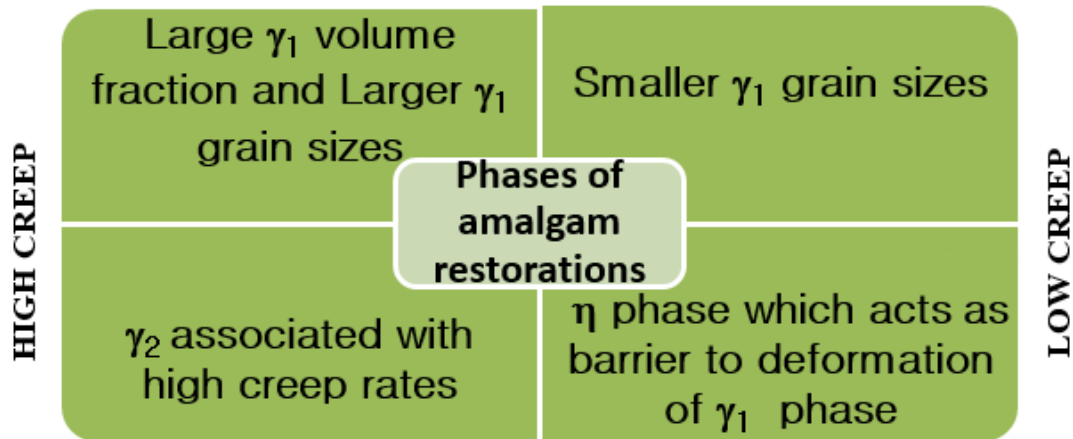 Large γ₁ volume
fraction and Larger γ₁
grain sizes
Smaller γ₁ grain sizes
HIGH CREEP
Phases of
amalgam
restorations
LOW CREEP
γ₂ associated with
high creep rates
η phase which acts as
barrier to deformation
of γ₁ phase